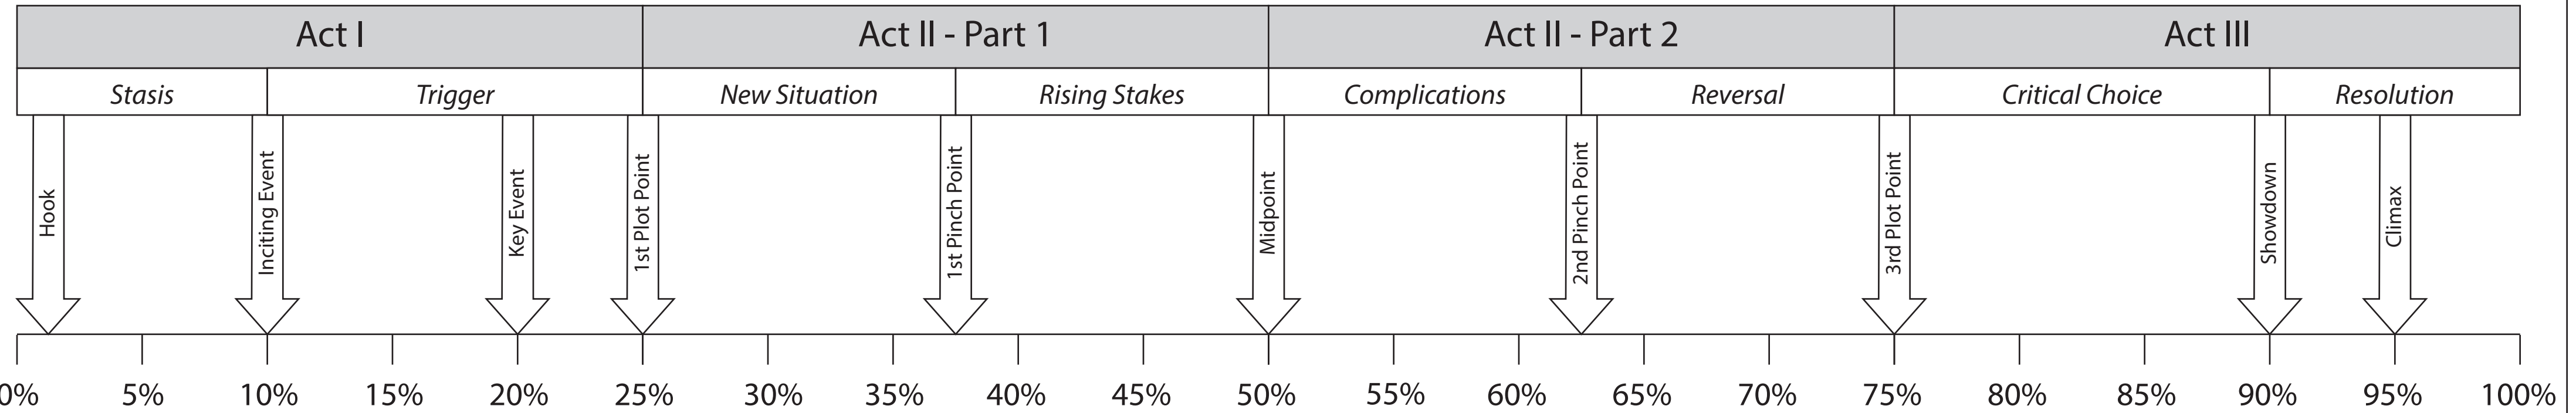 Act I Act II - Part 1 Act II - Part 2 Act III
Stasis Trigger New Situation Rising Stakes Complications Reversal Critical Choice Resolution
Hook
Inciting Event
Key Event
1st Plot Point
1st Pinch Point
Midpoint
2nd Pinch Point
3rd Plot Point
Showdown
Climax
0% 5% 10% 15% 20% 25% 30% 35% 40% 45% 50% 55% 60% 65% 70% 75% 80% 85% 90% 95% 100%